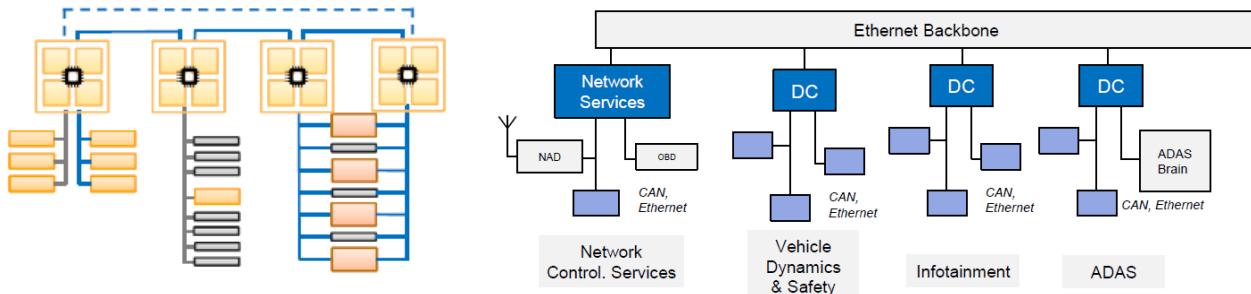 Ethernet Backbone
Network
Services
DC
DC
DC
NAD
OBD
ADAS
Brain
CAN,
Ethernet
CAN,
Ethernet
CAN,
Ethernet
CAN, Ethernet
Network
Control. Services
Vehicle
Dynamics
& Safety
Infotainment
ADAS